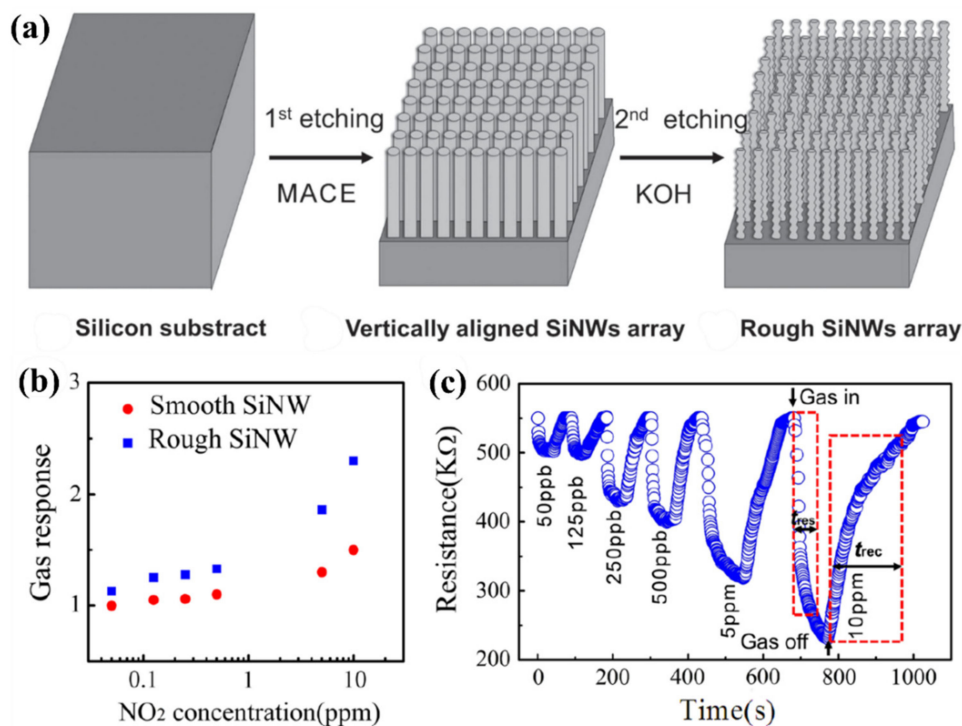 (a)
1st etching
MACE
2nd etching
KOH
Silicon substract
Vertically aligned SiNWs array
Rough SiNWs array
(b)
3
2
1
Gas response
Smooth SiNW
Rough SiNW
0.1
1
10
NO2 concentration(ppm)
(c)
600
500
400
300
200
Resistance(KΩ)
50ppb
125ppb
250ppb
500ppb
5ppm
10ppm
Gas in
tres
trec
Gas off
0
200
400
600
800
1000
Time(s)